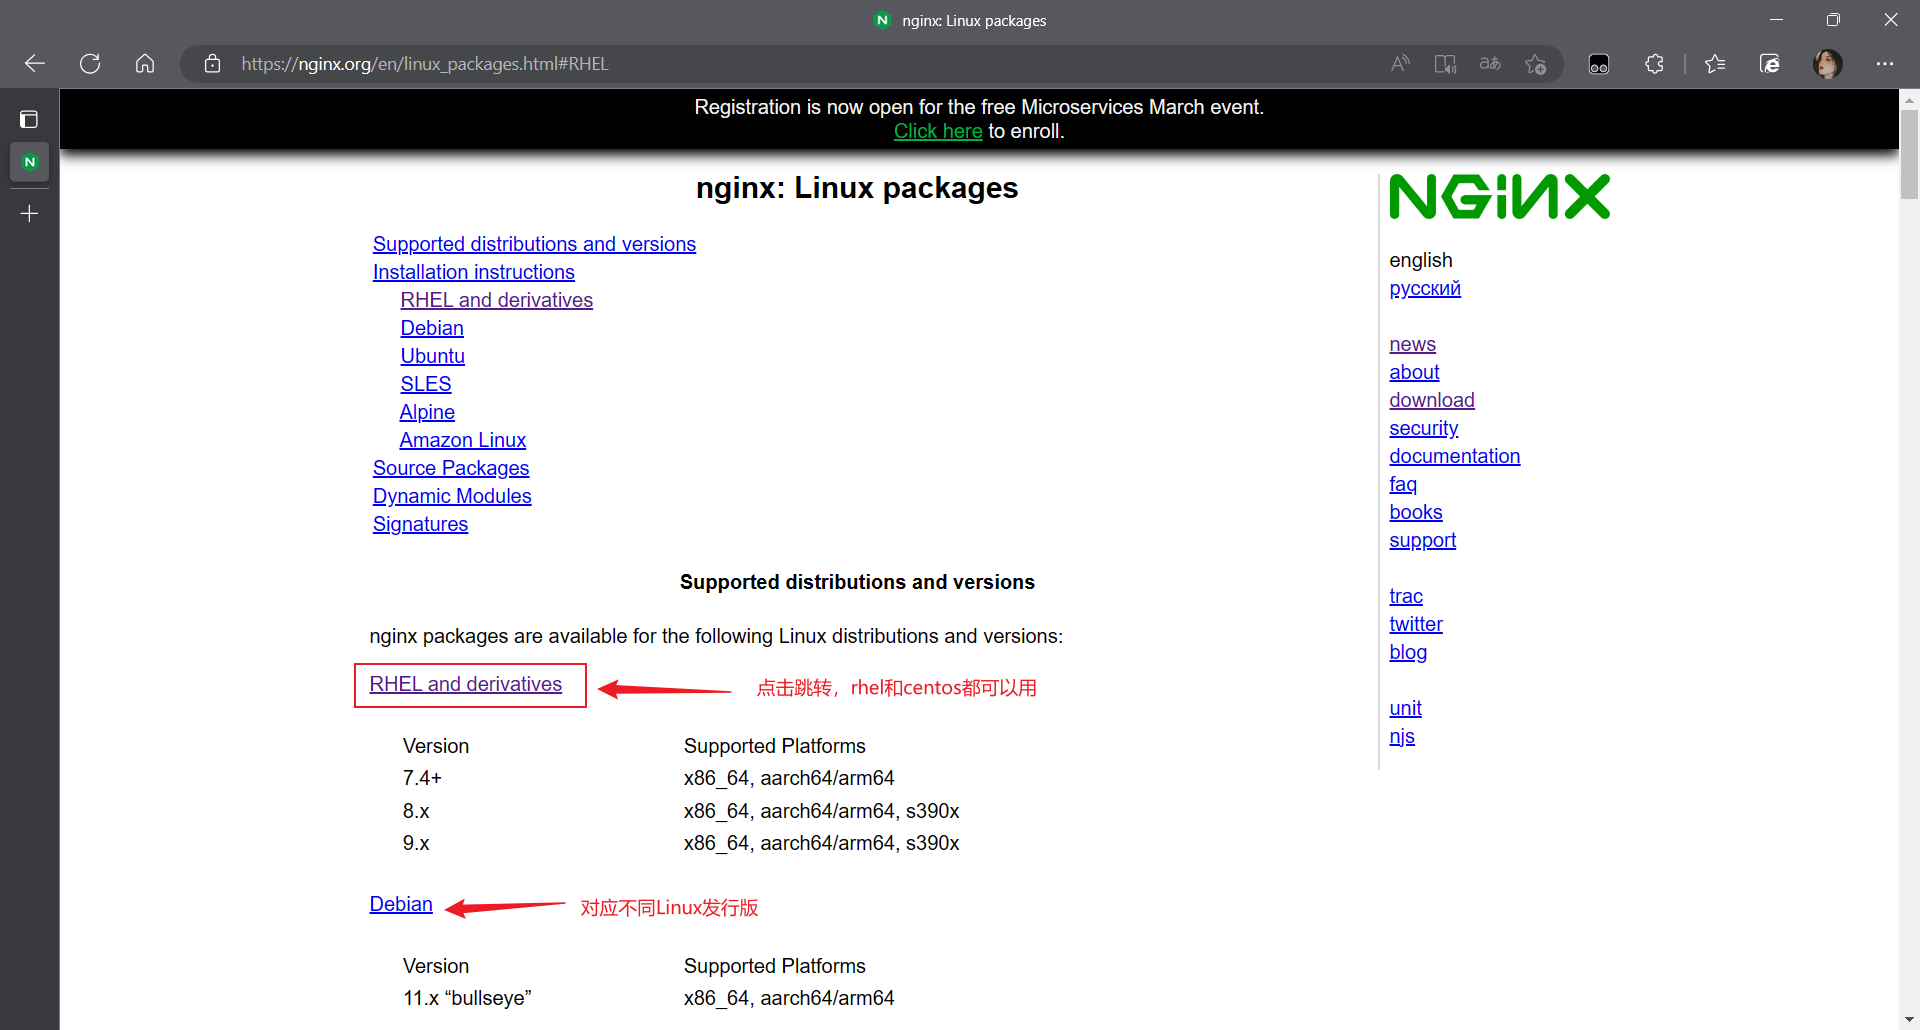 nginx: Linux packages
https://nginx.org/en/linux_packages.html#RHEL
Registration is now open for the free Microservices March event.
Click here to enroll.
nginx: Linux packages
Supported distributions and versions
Installation instructions
RHEL and derivatives
Debian
Ubuntu
SLES
Alpine
Amazon Linux
Source Packages
Dynamic Modules
Signatures
Supported distributions and versions
nginx packages are available for the following Linux distributions and versions:
RHEL and derivatives
点击跳转，rhel和centos都可以用
Version Supported Platforms
7.4+ x86_64, aarch64/arm64
8.x x86_64, aarch64/arm64, s390x
9.x x86_64, aarch64/arm64, s390x
Debian
对应不同Linux发行版
Version Supported Platforms
11.x “bullseye” x86_64, aarch64/arm64
NGINX
english
русский
news
about
download
security
documentation
faq
books
support
trac
twitter
blog
unit
njs